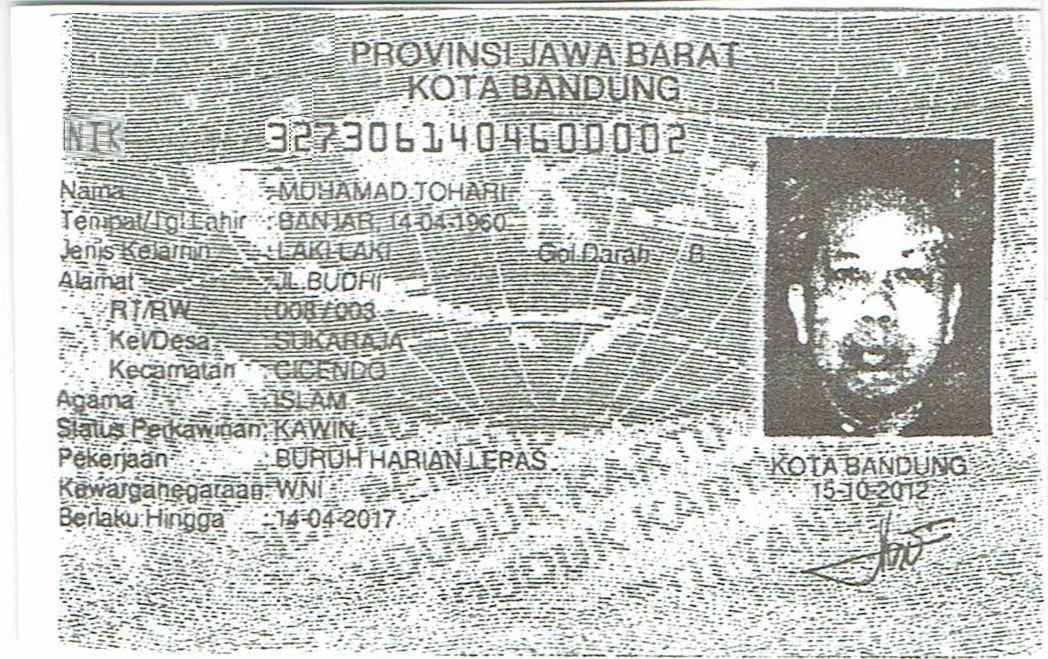 PROVINSI JAWA BARAT
KOTA BANDUNG
NIK 3273061404600002
Nama : MUHAMAD TOHARI
Tempat/Tgl Lahir : BANJAR, 14-04-1960
Jenis Kelamin : LAKI-LAKI Gol Darah B
Alamat : JL.BUDHI
RT/RW : 008 / 003
Kel/Desa : SUKARAJA
Kecamatan : CICENDO
Agama : ISLAM
Status Perkawinan: KAWIN
Pekerjaan : BURUH HARIAN LEPAS
Kewarganegaraan: WNI
Berlaku Hingga : 14-04-2017
KOTA BANDUNG
15-10-2012